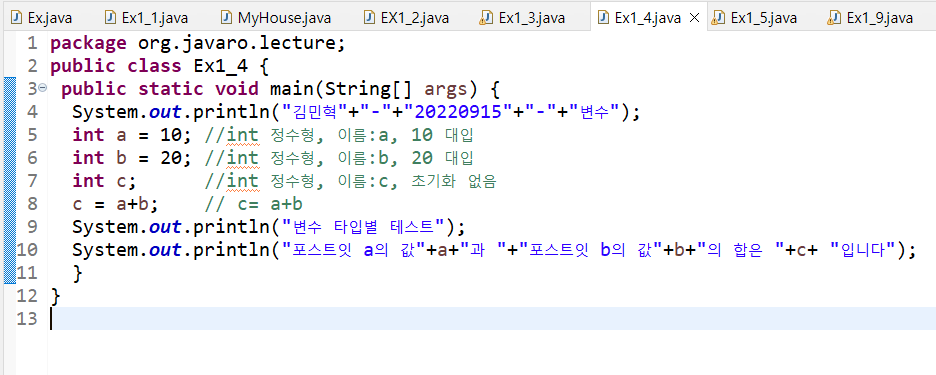 Ex.java Ex1_1.java MyHouse.java EX1_2.java Ex1_3.java Ex1_4.java Ex1_5.java Ex1_9.java
1 package org.javaro.lecture;
2 public class Ex1_4 {
3 public static void main(String[] args) {
4 System.out.println("김민혁"+"-"+"20220915"+"-"+"변수");
5 int a = 10; //int 정수형, 이름:a, 10 대입
6 int b = 20; //int 정수형, 이름:b, 20 대입
7 int c; //int 정수형, 이름:c, 초기화 없음
8 c = a+b; // c= a+b
9 System.out.println("변수 타입별 테스트");
10 System.out.println("포스트잇 a의 값"+a+"과 "+"포스트잇 b의 값"+b+"의 합은 "+c+ "입니다");
11 }
12 }
13